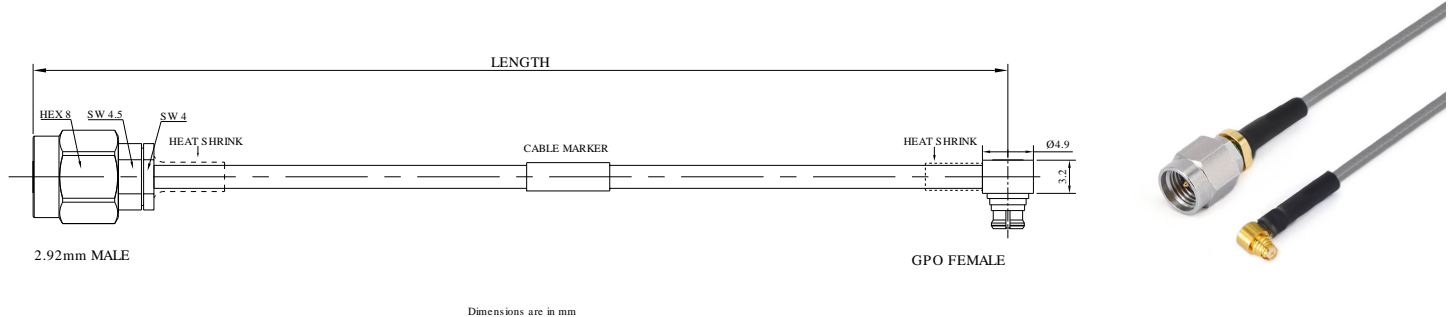 LENGTH
HEX 8
SW 4.5
SW 4
HEAT SHRINK
CABLE MARKER
HEAT SHRINK
Ø4.9
3.2
2.92mm MALE
GPO FEMALE
Dimensions are in mm